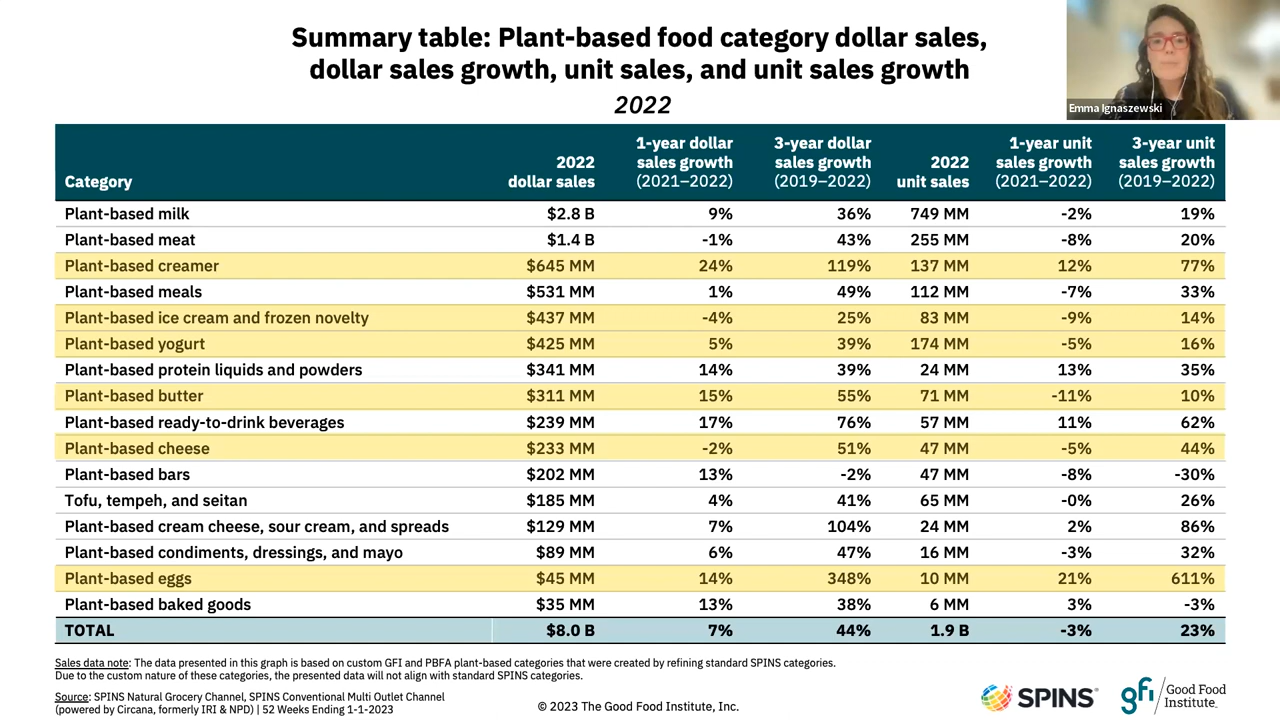 Summary table: Plant-based food category dollar sales,
dollar sales growth, unit sales, and unit sales growth
2022
Emma Ignaszewski
Category 2022 dollar sales 1-year dollar sales growth (2021–2022) 3-year dollar sales growth (2019–2022) 2022 unit sales 1-year unit sales growth (2021–2022) 3-year unit sales growth (2019–2022)
Plant-based milk $2.8 B 9% 36% 749 MM -2% 19%
Plant-based meat $1.4 B -1% 43% 255 MM -8% 20%
Plant-based creamer $645 MM 24% 119% 137 MM 12% 77%
Plant-based meals $531 MM 1% 49% 112 MM -7% 33%
Plant-based ice cream and frozen novelty $437 MM -4% 25% 83 MM -9% 14%
Plant-based yogurt $425 MM 5% 39% 174 MM -5% 16%
Plant-based protein liquids and powders $341 MM 14% 39% 24 MM 13% 35%
Plant-based butter $311 MM 15% 55% 71 MM -11% 10%
Plant-based ready-to-drink beverages $239 MM 17% 76% 57 MM 11% 62%
Plant-based cheese $233 MM -2% 51% 47 MM -5% 44%
Plant-based bars $202 MM 13% -2% 47 MM -8% -30%
Tofu, tempeh, and seitan $185 MM 4% 41% 65 MM -0% 26%
Plant-based cream cheese, sour cream, and spreads $129 MM 7% 104% 24 MM 2% 86%
Plant-based condiments, dressings, and mayo $89 MM 6% 47% 16 MM -3% 32%
Plant-based eggs $45 MM 14% 348% 10 MM 21% 611%
Plant-based baked goods $35 MM 13% 38% 6 MM 3% -3%
TOTAL $8.0 B 7% 44% 1.9 B -3% 23%
Sales data note: The data presented in this graph is based on custom GFI and PBFA plant-based categories that were created by refining standard SPINS categories.
Due to the custom nature of these categories, the presented data will not align with standard SPINS categories.
Source: SPINS Natural Grocery Channel, SPINS Conventional Multi Outlet Channel
(powered by Circana, formerly IRI & NPD) | 52 Weeks Ending 1-1-2023
© 2023 The Good Food Institute, Inc.
SPINS
gfi Good Food Institute.